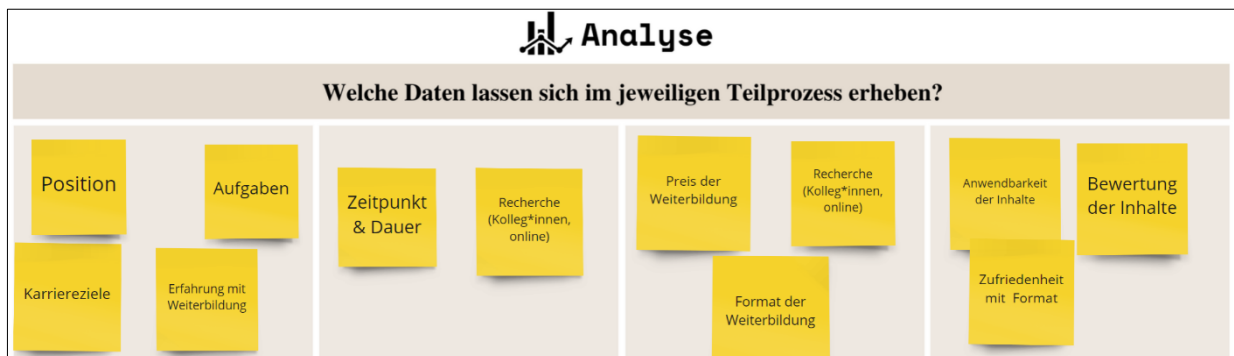 Analyse
Welche Daten lassen sich im jeweiligen Teilprozess erheben?
Position
Aufgaben
Karriereziele
Erfahrung mit
Weiterbildung
Zeitpunkt
& Dauer
Recherche
(Kolleg*innen,
online)
Preis der
Weiterbildung
Recherche
(Kolleg*innen,
online)
Format der
Weiterbildung
Anwendbarkeit
der Inhalte
Bewertung
der Inhalte
Zufriedenheit
mit Format